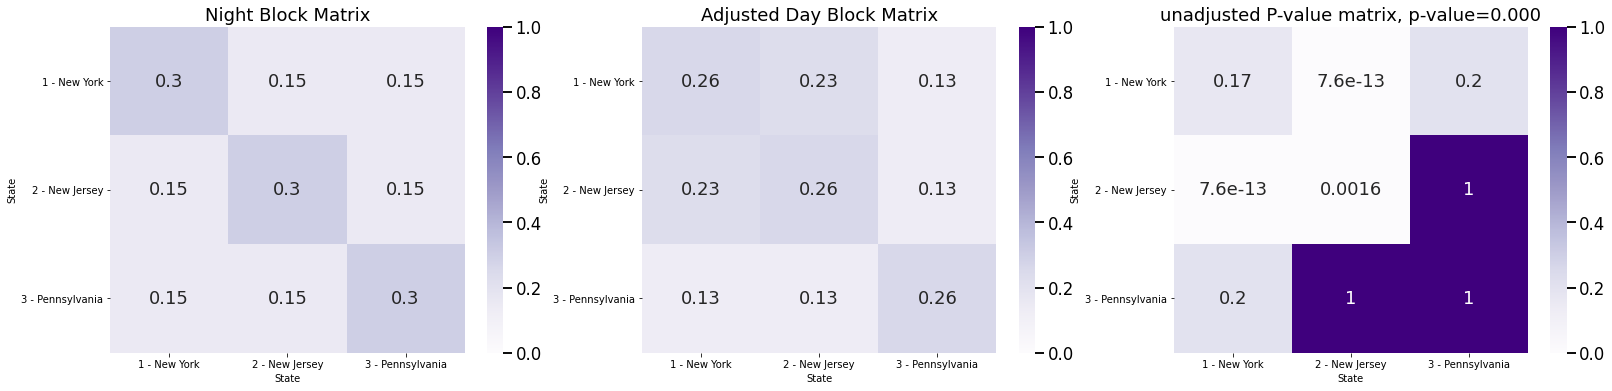 Night Block Matrix
State
1 - New York
2 - New Jersey
3 - Pennsylvania
0.3 0.15 0.15
0.15 0.3 0.15
0.15 0.15 0.3
1 - New York 2 - New Jersey 3 - Pennsylvania
State
1.0
0.8
0.6
0.4
0.2
0.0
Adjusted Day Block Matrix
State
1 - New York
2 - New Jersey
3 - Pennsylvania
0.26 0.23 0.13
0.23 0.26 0.13
0.13 0.13 0.26
1 - New York 2 - New Jersey 3 - Pennsylvania
State
1.0
0.8
0.6
0.4
0.2
0.0
unadjusted P-value matrix, p-value=0.000
State
1 - New York
2 - New Jersey
3 - Pennsylvania
0.17 7.6e-13 0.2
7.6e-13 0.0016 1
0.2 1 1
1 - New York 2 - New Jersey 3 - Pennsylvania
State
1.0
0.8
0.6
0.4
0.2
0.0